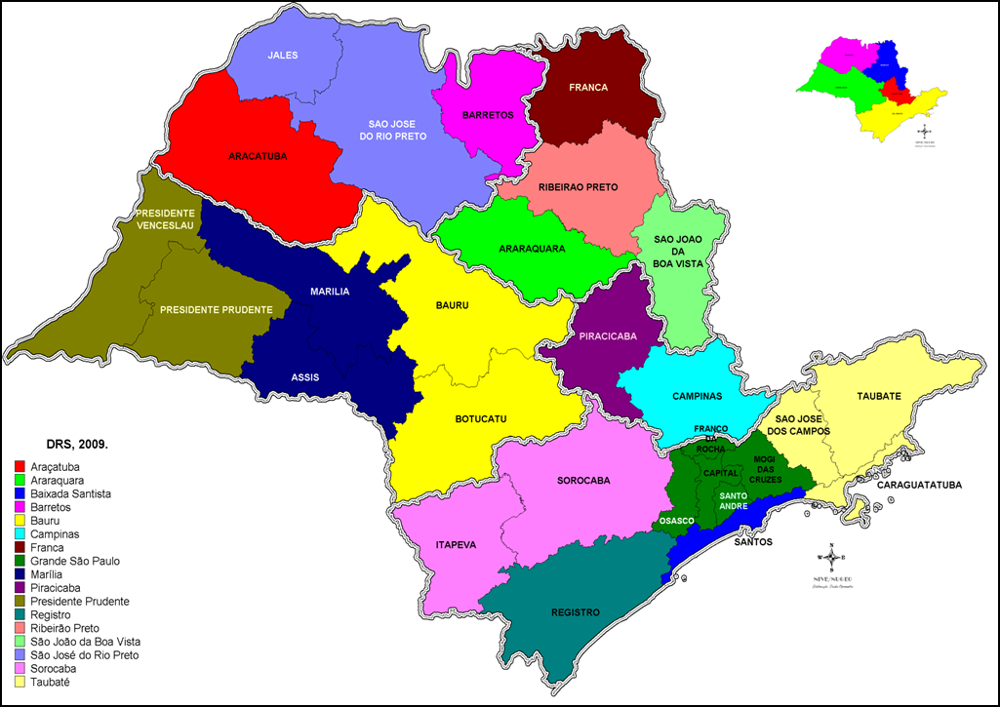 JALES
SAO JOSE
DO RIO PRETO
BARRETOS
FRANCA
ARACATUBA
RIBEIRAO PRETO
PRESIDENTE
VENCESLAU
ARARAQUARA
SAO JOAO
DA
BOA VISTA
MARILIA
BAURU
PRESIDENTE PRUDENTE
PIRACICABA
ASSIS
CAMPINAS
TAUBATE
BOTUCATU
SAO JOSE
DOS CAMPOS
FRANCO
DA
ROCHA
MOGI
DAS
CRUZES
CAPITAL
SOROCABA
CARAGUATATUBA
SANTO
ANDRE
OSASCO
SANTOS
ITAPEVA
REGISTRO
N
W E
S
NEVE/NUGEO
DRS, 2009.
Araçatuba
Araraquara
Baixada Santista
Barretos
Bauru
Campinas
Franca
Grande São Paulo
Marília
Piracicaba
Presidente Prudente
Registro
Ribeirão Preto
São João da Boa Vista
São José do Rio Preto
Sorocaba
Taubaté